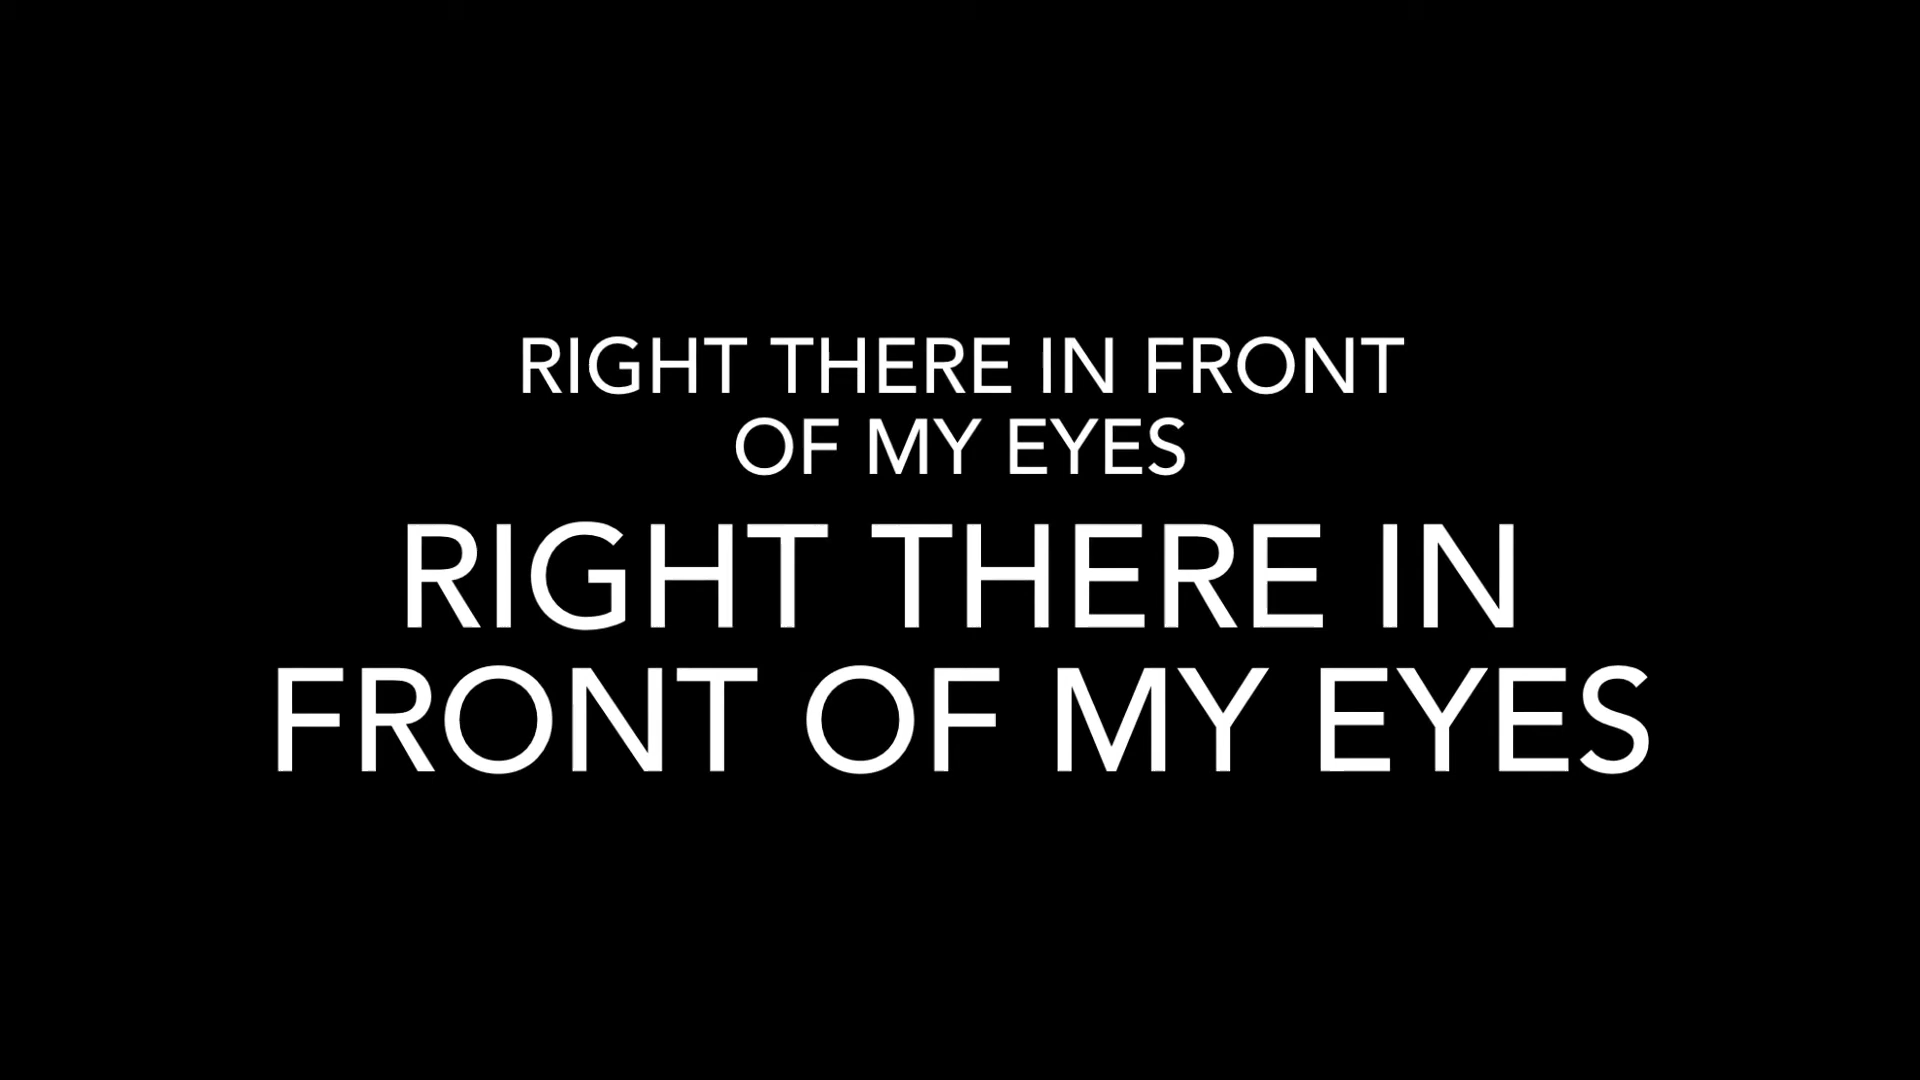 RIGHT THERE IN FRONT
OF MY EYES
RIGHT THERE IN
FRONT OF MY EYES